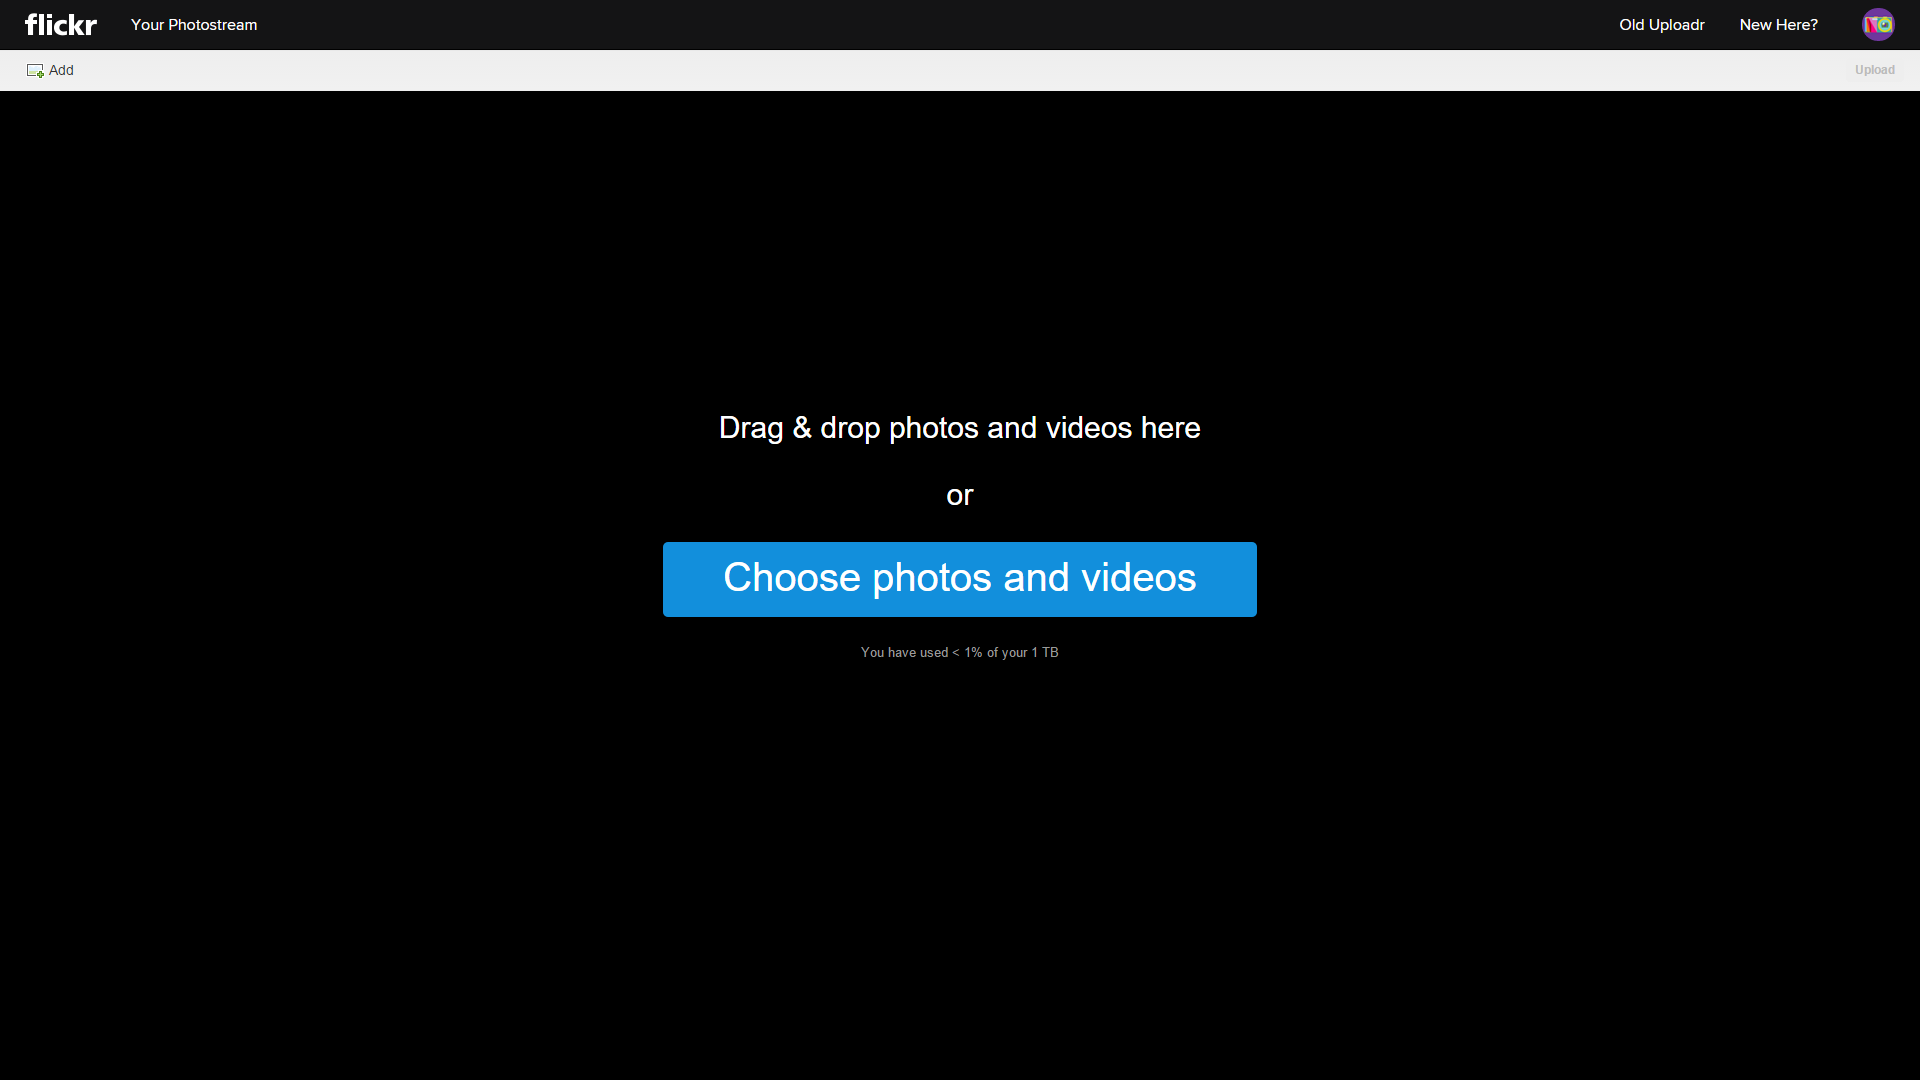 flickr
Your Photostream
Old Uploadr
New Here?
Add
Upload
Drag & drop photos and videos here
or
Choose photos and videos
You have used < 1% of your 1 TB